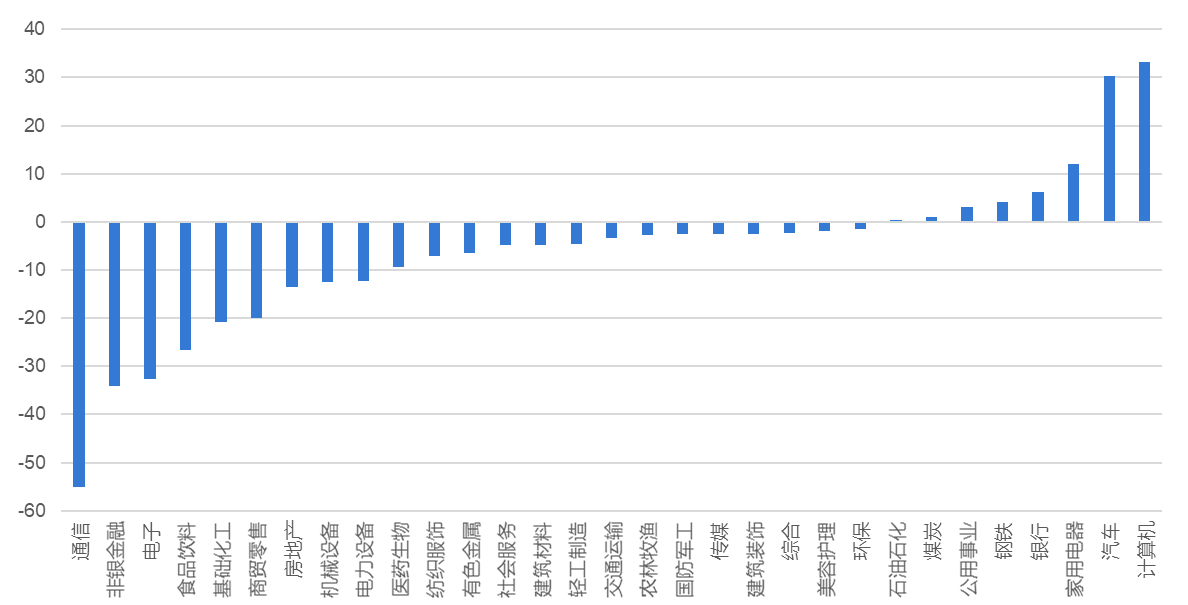 40
30
20
10
0
-10
-20
-30
-40
-50
-60
通信
非银金融
电子
食品饮料
基础化工
商贸零售
房地产
机械设备
电力设备
医药生物
纺织服饰
有色金属
社会服务
建筑材料
轻工制造
交通运输
农林牧渔
国防军工
传媒
建筑装饰
综合
美容护理
环保
石油石化
煤炭
公用事业
钢铁
银行
家用电器
汽车
计算机